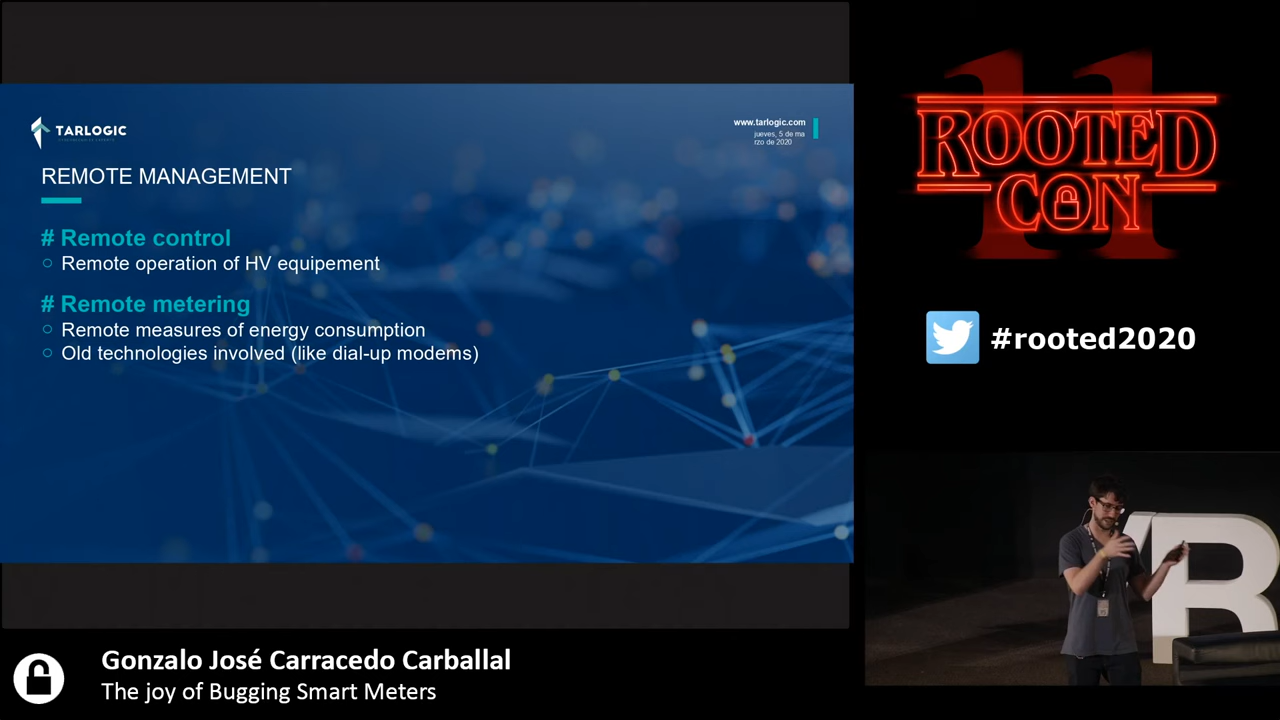 TARLOGIC
www.tarlogic.com
jueves, 5 de ma
rzo de 2020
REMOTE MANAGEMENT
# Remote control
Remote operation of HV equipement
# Remote metering
Remote measures of energy consumption
Old technologies involved (like dial-up modems)
11
ROOTED
CON
#rooted2020
R
Gonzalo José Carracedo Carballal
The joy of Bugging Smart Meters